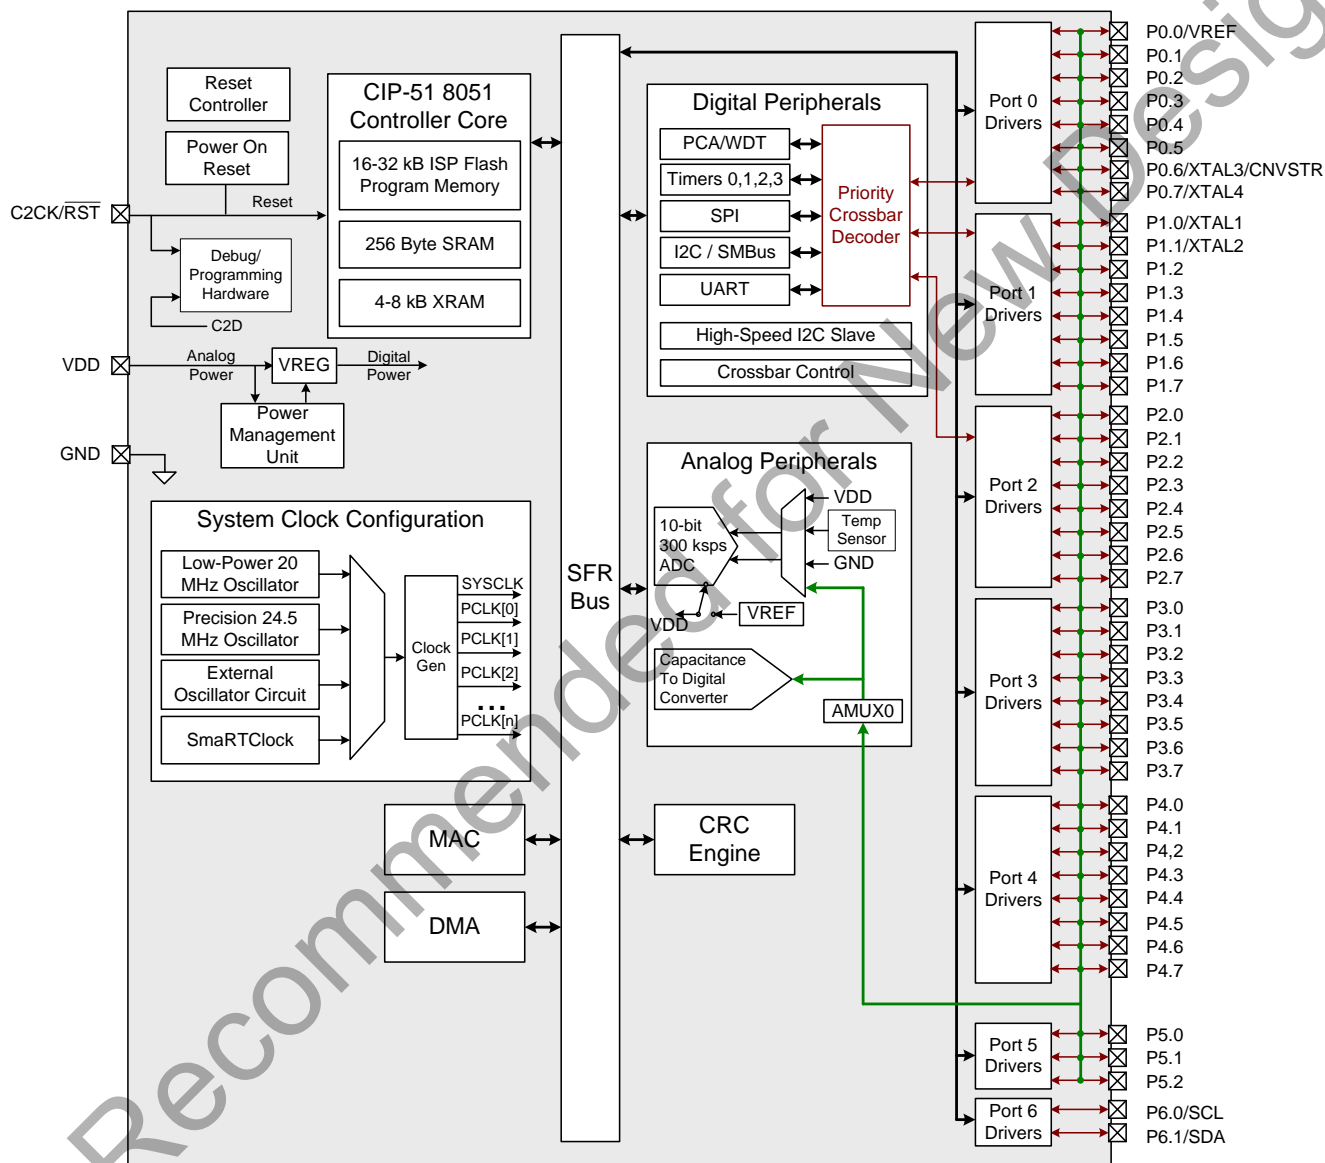 Reset
Controller
Power On
Reset
Reset
C2CK/RST
Debug/
Programming
Hardware
C2D
VDD
Analog
Power
VREG
Digital
Power
Power
Management
Unit
GND
CIP-51 8051
Controller Core
16-32 kB ISP Flash
Program Memory
256 Byte SRAM
4-8 kB XRAM
System Clock Configuration
Low-Power 20
MHz Oscillator
Precision 24.5
MHz Oscillator
External
Oscillator Circuit
SmaRTClock
Clock
Gen
SYSCLK
PCLK[0]
PCLK[1]
PCLK[2]
...
PCLK[n]
MAC
DMA
SFR
Bus
Digital Peripherals
PCA/WDT
Timers 0,1,2,3
SPI
I2C / SMBus
UART
Priority
Crossbar
Decoder
High-Speed I2C Slave
Crossbar Control
Analog Peripherals
10-bit
300 ksps
ADC
VDD
Temp
Sensor
GND
VDD
VREF
Capacitance
To Digital
Converter
AMUX0
CRC
Engine
Port 0
Drivers
Port 1
Drivers
Port 2
Drivers
Port 3
Drivers
Port 4
Drivers
Port 5
Drivers
Port 6
Drivers
P0.0/VREF
P0.1
P0.2
P0.3
P0.4
P0.5
P0.6/XTAL3/CNVSTR
P0.7/XTAL4
P1.0/XTAL1
P1.1/XTAL2
P1.2
P1.3
P1.4
P1.5
P1.6
P1.7
P2.0
P2.1
P2.2
P2.3
P2.4
P2.5
P2.6
P2.7
P3.0
P3.1
P3.2
P3.3
P3.4
P3.5
P3.6
P3.7
P4.0
P4.1
P4,2
P4.3
P4.4
P4.5
P4.6
P4.7
P5.0
P5.1
P5.2
P6.0/SCL
P6.1/SDA
Recommended for New Desig